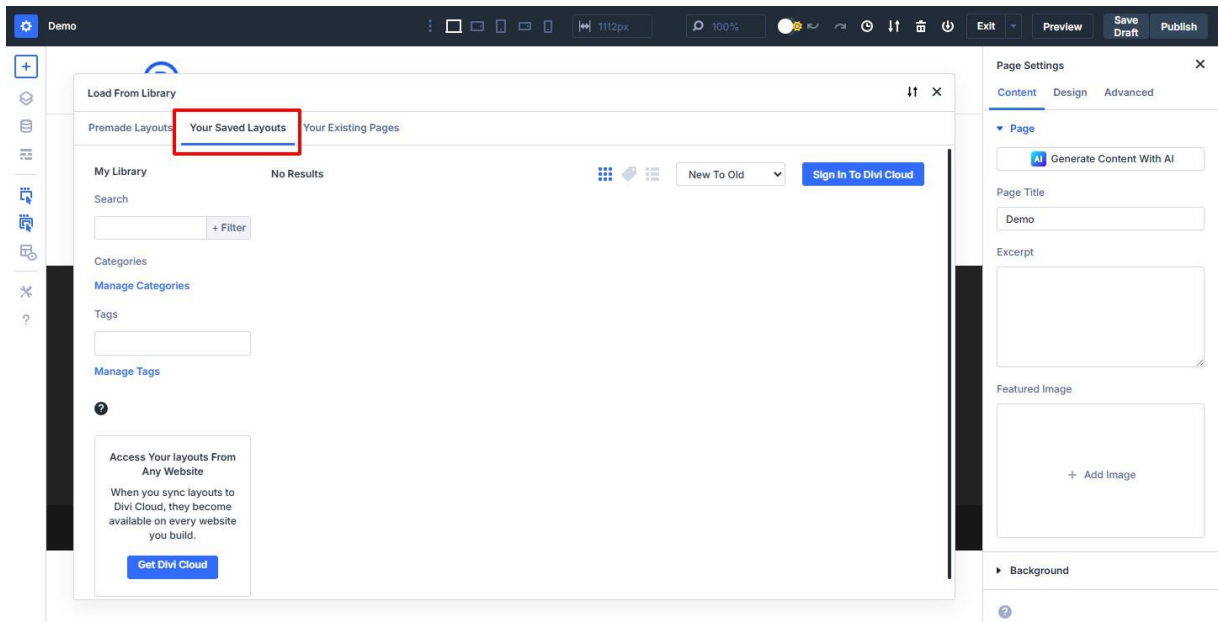 Demo
1112px
100%
Exit
Preview
Save
Draft
Publish
Load From Library
Premade Layouts
Your Saved Layouts
Your Existing Pages
My Library
No Results
New To Old
Sign In To Divi Cloud
Search
+ Filter
Categories
Manage Categories
Tags
Manage Tags
?
Access Your layouts From
Any Website
When you sync layouts to
Divi Cloud, they become
available on every website
you build.
Get Divi Cloud
?
Page Settings
Content
Design
Advanced
Page
AI Generate Content With AI
Page Title
Demo
Excerpt
Featured Image
+ Add Image
Background
?